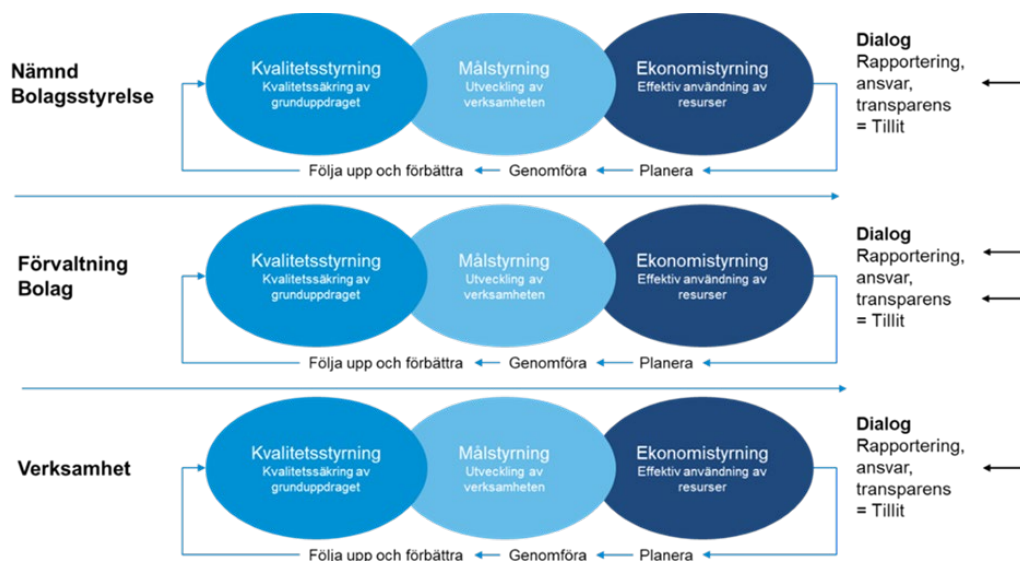 Nämnd
Bolagsstyrelse
Kvalitetsstyrning
Kvalitetssäkring av
grunduppdraget
Målstyrning
Utveckling av
verksamheten
Ekonomistyrning
Effektiv användning av
resurser
Följa upp och förbättra
Genomföra
Planera
Dialog
Rapportering,
ansvar,
transparens
= Tillit
Förvaltning
Bolag
Kvalitetsstyrning
Kvalitetssäkring av
grunduppdraget
Målstyrning
Utveckling av
verksamheten
Ekonomistyrning
Effektiv användning av
resurser
Följa upp och förbättra
Genomföra
Planera
Dialog
Rapportering,
ansvar,
transparens
= Tillit
Verksamhet
Kvalitetsstyrning
Kvalitetssäkring av
grunduppdraget
Målstyrning
Utveckling av
verksamheten
Ekonomistyrning
Effektiv användning av
resurser
Följa upp och förbättra
Genomföra
Planera
Dialog
Rapportering,
ansvar,
transparens
= Tillit